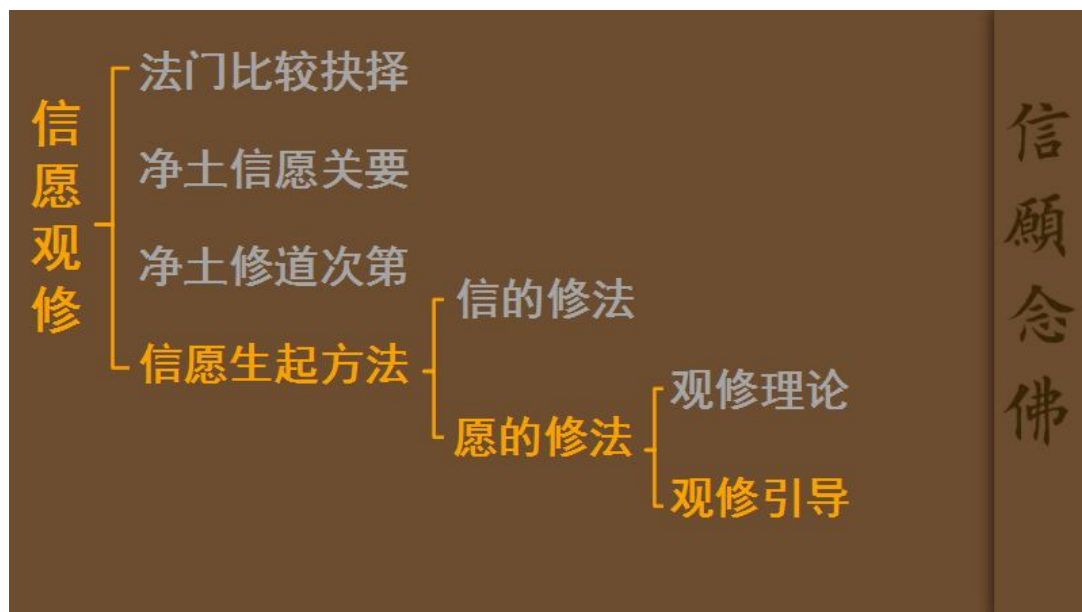 信愿观修
法门比较抉择
净土信愿关要
净土修道次第
信愿生起方法
信的修法
愿的修法
观修理论
观修引导
信願念佛